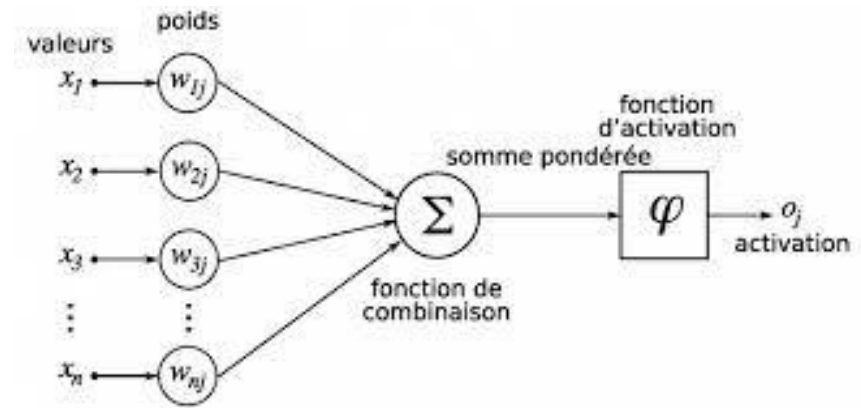 valeurs
poids
x1
w1j
x2
w2j
x3
w3j
⋮
⋮
xn
wnj
Σ
fonction de
combinaison
somme pondérée
fonction
d'activation
φ
oj
activation